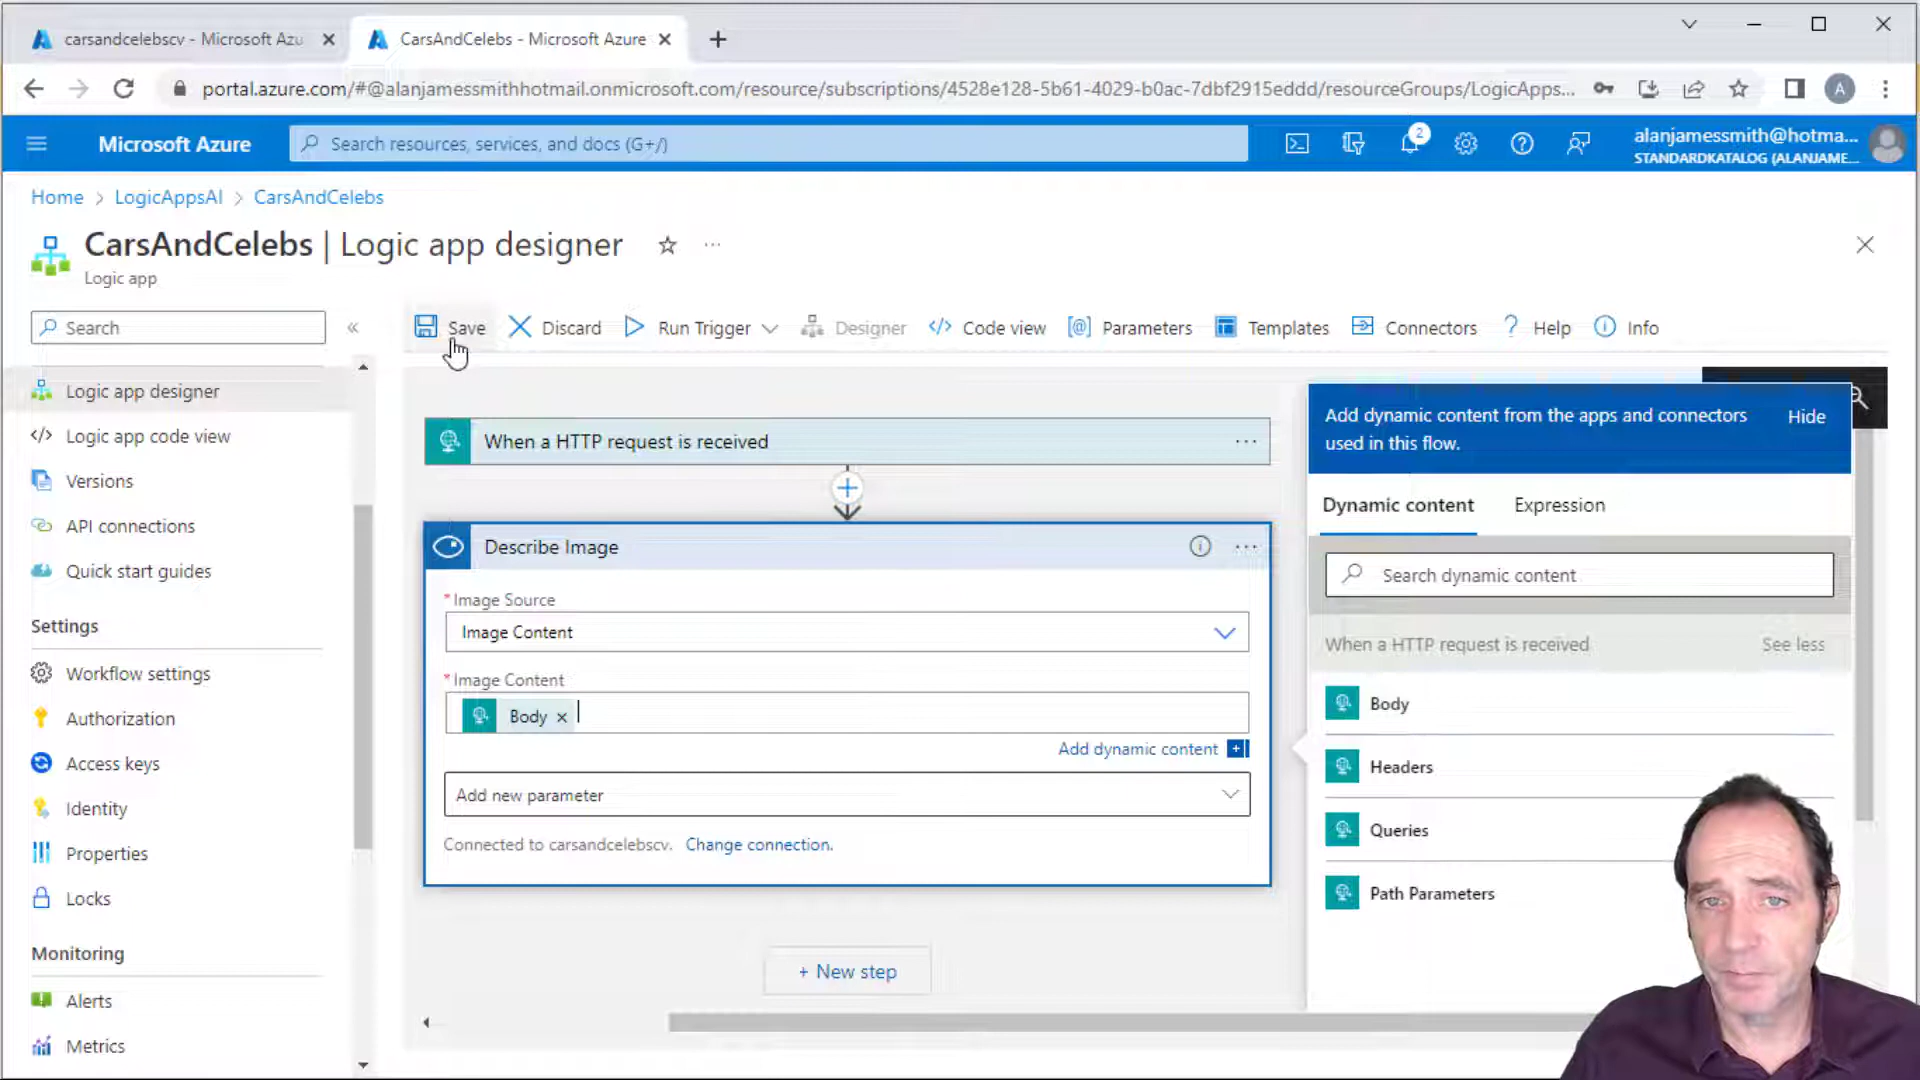 carsandcelebscv - Microsoft Azu
CarsAndCelebs - Microsoft Azure
portal.azure.com/#@alanjamessmithhotmail.onmicrosoft.com/resource/subscriptions/4528e128-5b61-4029-b0ac-7dbf2915eddd/resourceGroups/LogicApps...
A
Microsoft Azure
Search resources, services, and docs (G+/)
2
alanjamessmith@hotma...
STANDARDKATALOG (ALANJAME...
Home > LogicAppsAI > CarsAndCelebs
CarsAndCelebs | Logic app designer
Logic app
Search
Save
Discard
Run Trigger
Designer
Code view
Parameters
Templates
Connectors
Help
Info
Logic app designer
Logic app code view
Versions
API connections
Quick start guides
Settings
Workflow settings
Authorization
Access keys
Identity
Properties
Locks
Monitoring
Alerts
Metrics
When a HTTP request is received
Describe Image
* Image Source
Image Content
* Image Content
Body
Add dynamic content
Add new parameter
Connected to carsandcelebscv. Change connection.
+ New step
Add dynamic content from the apps and connectors
used in this flow.
Hide
Dynamic content
Expression
Search dynamic content
When a HTTP request is received
See less
Body
Headers
Queries
Path Parameters